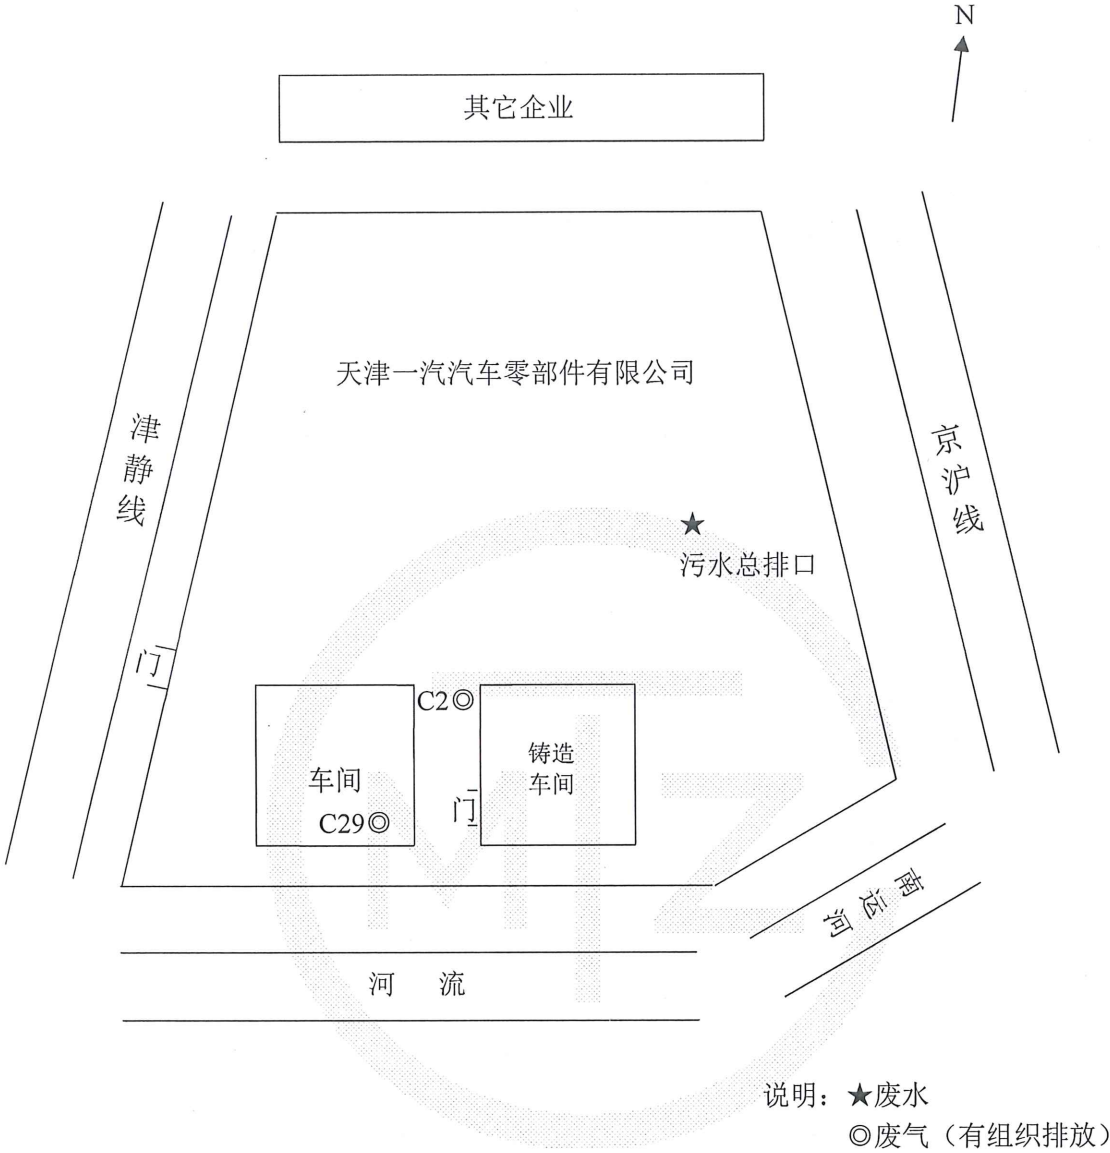 N
其它企业
天津一汽汽车零部件有限公司
津静线
京沪线
★
污水总排口
门
C2◎
铸造
车间
车间
门
C29◎
南运河
河 流
说明：★废水
◎废气（有组织排放）
MTZ